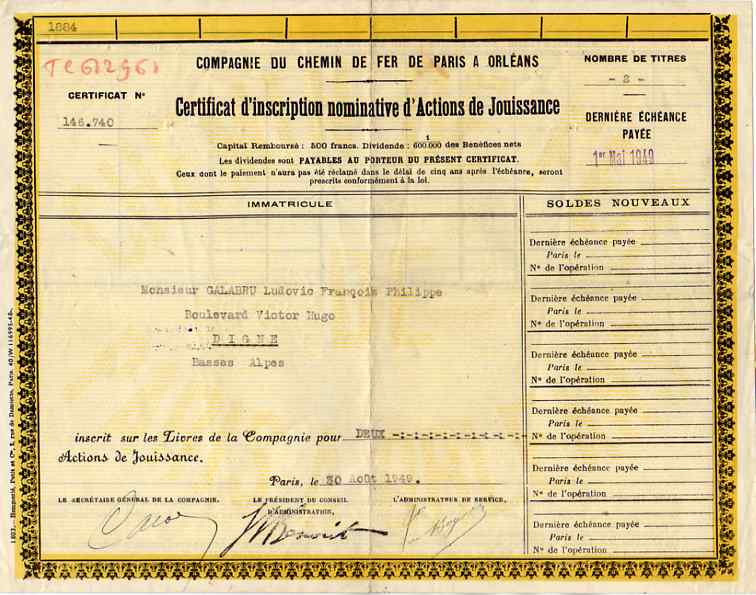 1884
TC612961
COMPAGNIE DU CHEMIN DE FER DE PARIS A ORLÉANS
NOMBRE DE TITRES
- 2 -
CERTIFICAT N°
146.740
Certificat d'inscription nominative d'Actions de Jouissance
DERNIÈRE ÉCHÉANCE
PAYÉE
1er Mai 1949
Capital Remboursé : 500 francs. Dividende : 1/600.000 des Bénéfices nets
Les dividendes sont PAYABLES AU PORTEUR DU PRÉSENT CERTIFICAT.
Ceux dont le paiement n'aura pas été réclamé dans le délai de cinq ans après l'échéance, seront
prescrits conformément à la loi.
IMMATRICULE
SOLDES NOUVEAUX
Monsieur GALABRU Ludovic François Philippe
Boulevard Victor Hugo
DIGNE
Basses Alpes
inscrit sur les Livres de la Compagnie pour DEUX -:-:-:-:-:-:-:-:-
Actions de Jouissance.
Paris, le 30 Août 1949.
LE SECRÉTAIRE GÉNÉRAL DE LA COMPAGNIE.
LE PRÉSIDENT DU CONSEIL
D'ADMINISTRATION,
L'ADMINISTRATEUR DE SERVICE,
Dernière échéance payée
Paris le
N° de l'opération
Dernière échéance payée
Paris le
N° de l'opération
Dernière échéance payée
Paris le
N° de l'opération
Dernière échéance payée
Paris le
N° de l'opération
Dernière échéance payée
Paris le
N° de l'opération
Dernière échéance payée
Paris le
N° de l'opération